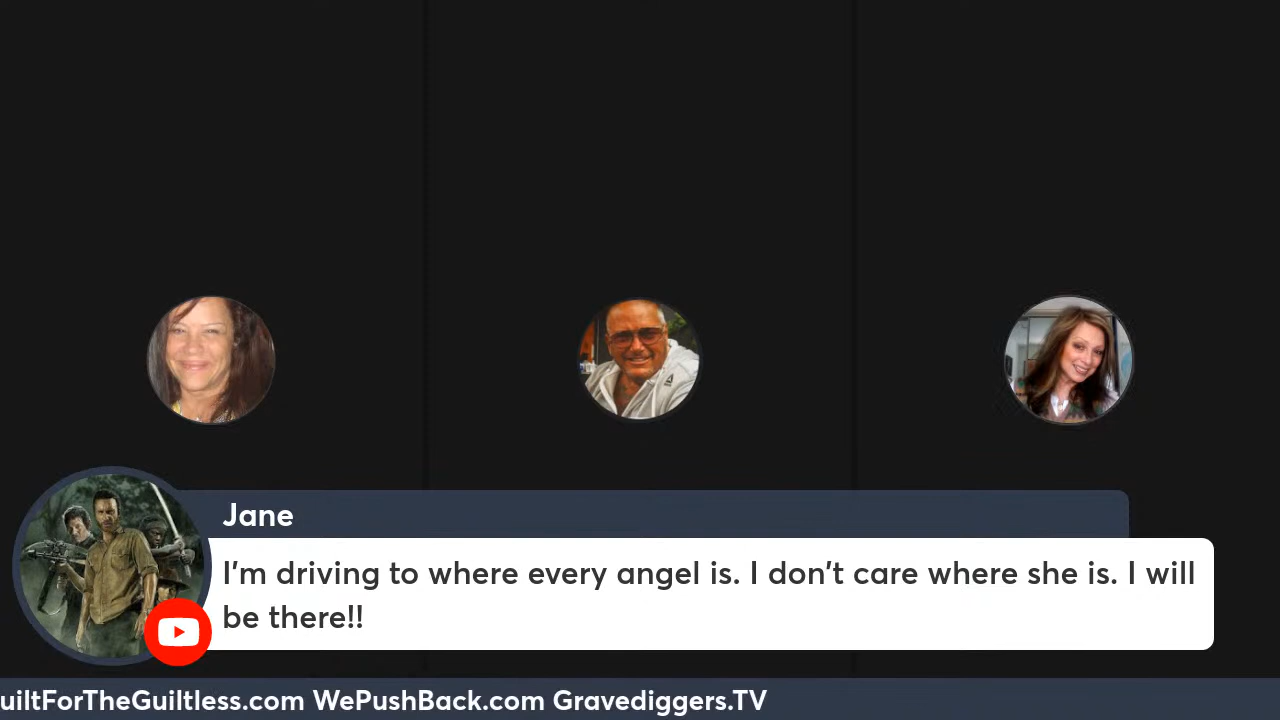 Jane
I'm driving to where every angel is. I don't care where she is. I will
be there!!
uiltForTheGuiltless.com WePushBack.com Gravediggers.TV